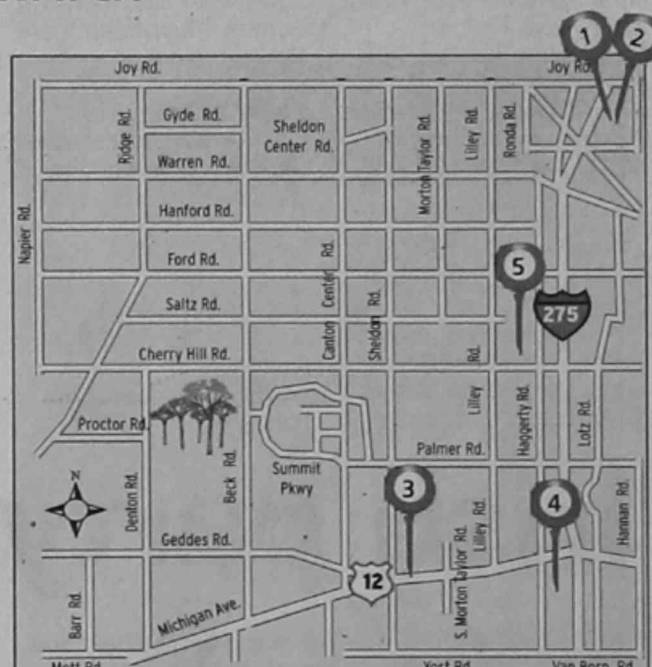 1 2
Joy Rd.
Joy Rd.
Ridge Rd.
Gyde Rd.
Sheldon
Center Rd.
Morton Taylor Rd.
Lilley Rd.
Ronda Rd.
Warren Rd.
Napier Rd.
Hanford Rd.
Ford Rd.
5
Canton Center Rd.
Sheldon Rd.
Saltz Rd.
275
Cherry Hill Rd.
Lilley Rd.
Haggerty Rd.
Lotz Rd.
Proctor Rd.
Palmer Rd.
N
Denton Rd.
Beck Rd.
Summit
Pkwy
3
4
Lilley Rd.
Hannan Rd.
Geddes Rd.
S. Morton Taylor Rd.
12
Barr Rd.
Michigan Ave.
Mott Rd.
Yost Rd.
Van Born Rd.